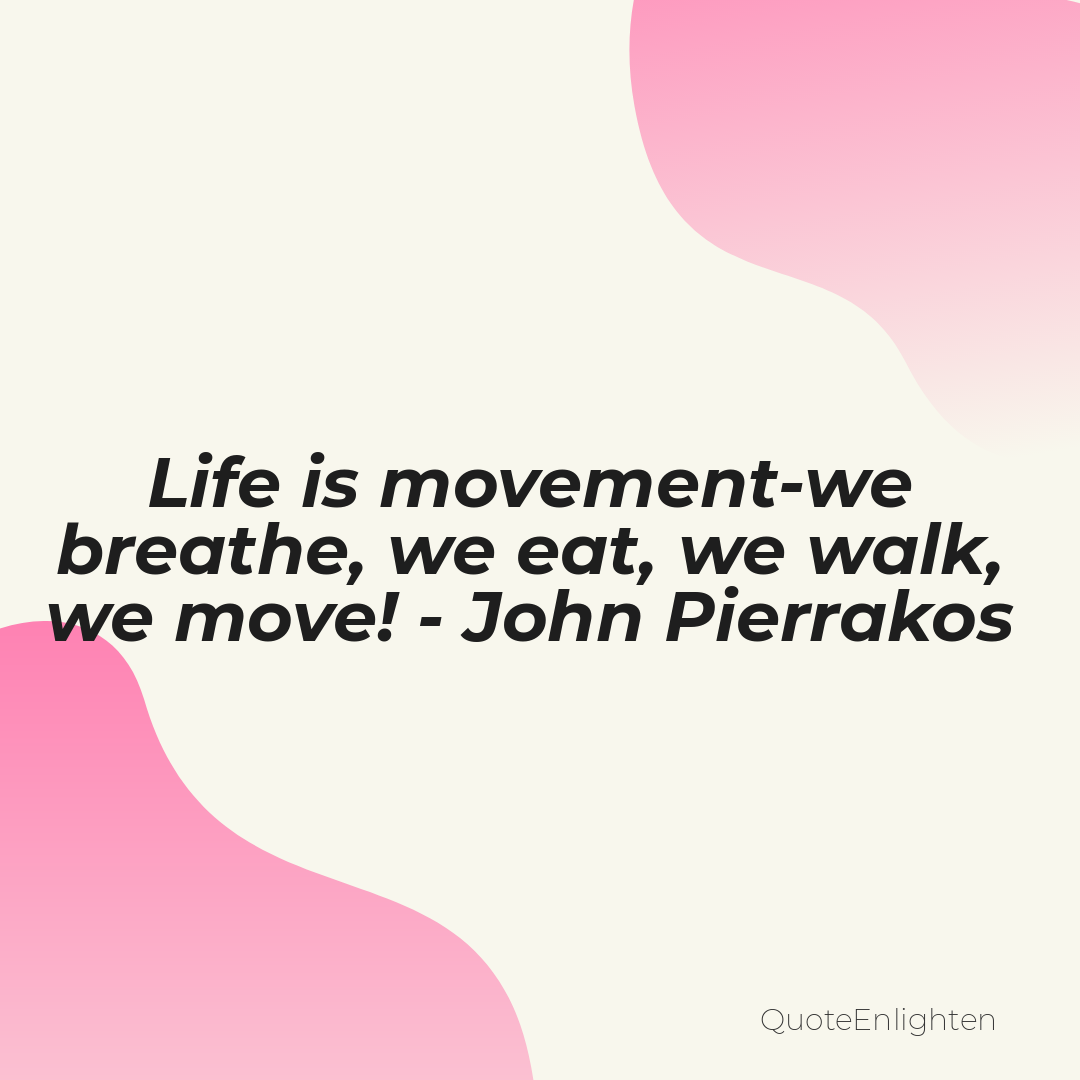 Life is movement-we
breathe, we eat, we walk,
we move! - John Pierrakos
QuoteEnlighten